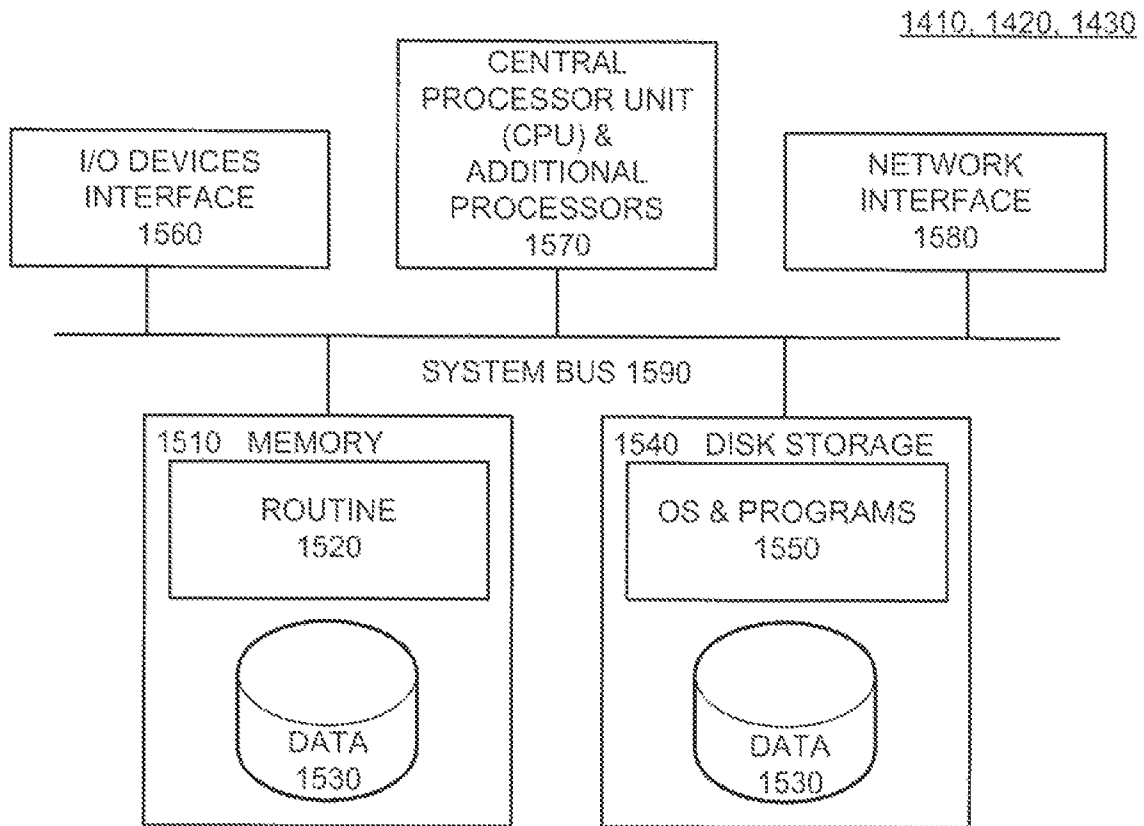 1410, 1420, 1430
I/O DEVICES
INTERFACE
1560
CENTRAL
PROCESSOR UNIT
(CPU) &
ADDITIONAL
PROCESSORS
1570
NETWORK
INTERFACE
1580
SYSTEM BUS 1590
1510 MEMORY
ROUTINE
1520
DATA
1530
1540 DISK STORAGE
OS & PROGRAMS
1550
DATA
1530